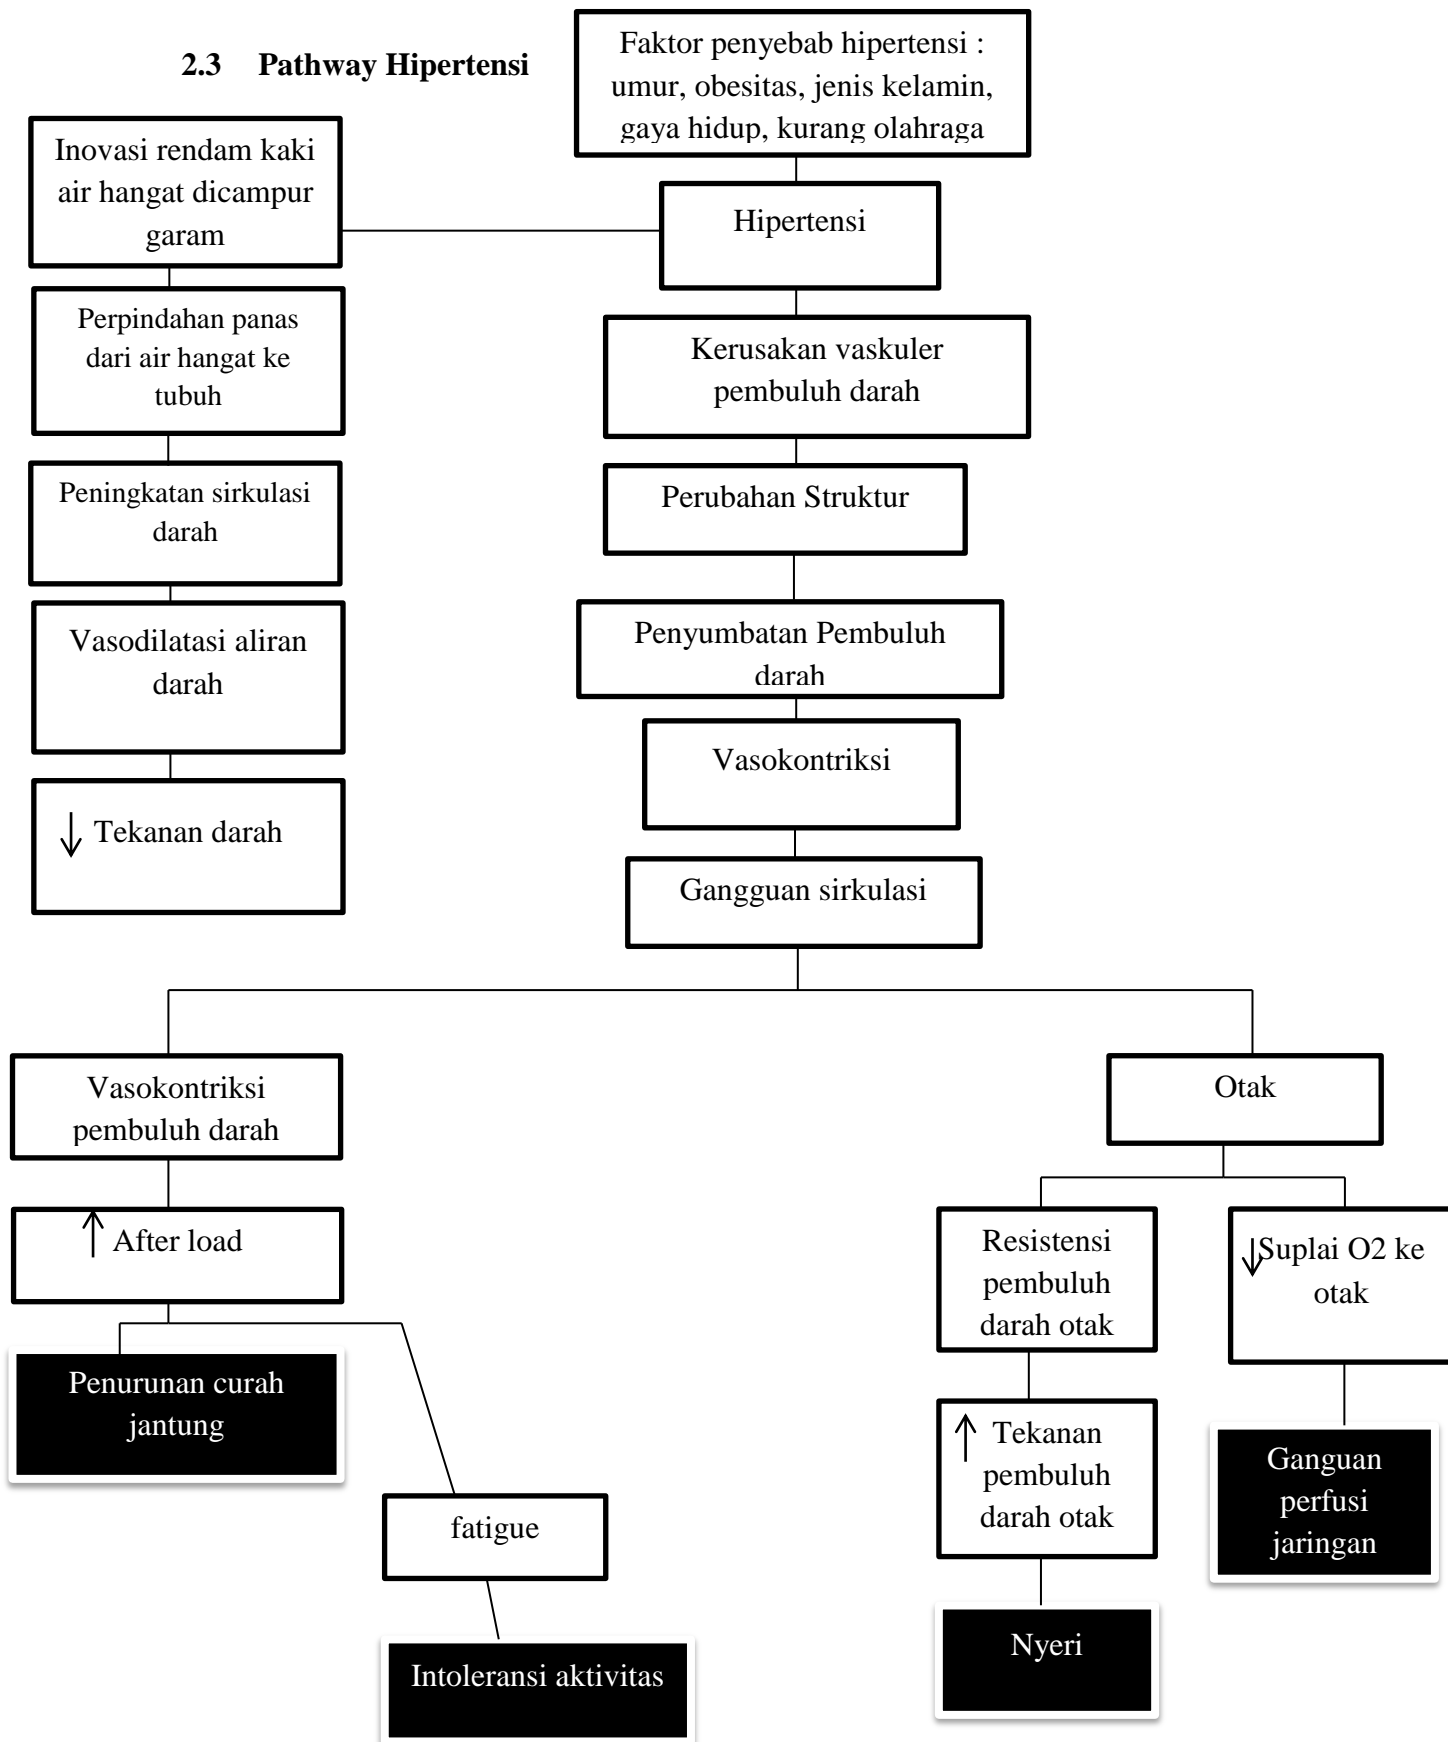 2.3 Pathway Hipertensi
Faktor penyebab hipertensi :
umur, obesitas, jenis kelamin,
gaya hidup, kurang olahraga
Inovasi rendam kaki
air hangat dicampur
garam
Hipertensi
Perpindahan panas
dari air hangat ke
tubuh
Kerusakan vaskuler
pembuluh darah
Peningkatan sirkulasi
darah
Perubahan Struktur
Vasodilatasi aliran
darah
Penyumbatan Pembuluh
darah
Vasokontriksi
↓ Tekanan darah
Gangguan sirkulasi
Vasokontriksi
pembuluh darah
Otak
↑ After load
Resistensi
pembuluh
darah otak
↓ Suplai O2 ke
otak
Penurunan curah
jantung
↑ Tekanan
pembuluh
darah otak
Ganguan
perfusi
jaringan
fatigue
Nyeri
Intoleransi aktivitas